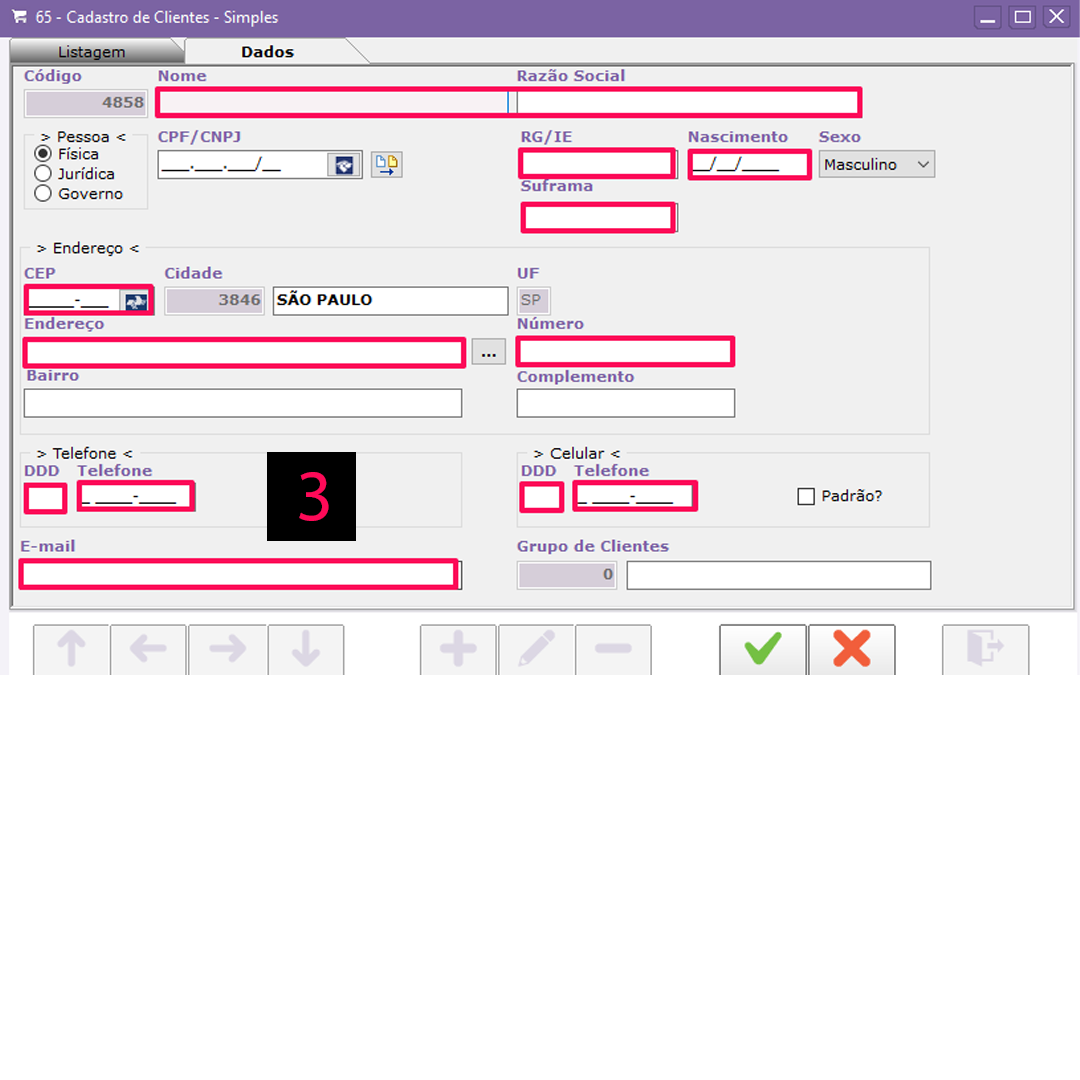 65 - Cadastro de Clientes - Simples
Listagem Dados
Código Nome Razão Social
4858
> Pessoa < CPF/CNPJ RG/IE Nascimento Sexo
Física ___.___.___/__ __/__/____ Masculino
Jurídica
Governo
Suframa
> Endereço <
CEP Cidade UF
_____-___ 3846 SÃO PAULO SP
Endereço Número
...
Bairro Complemento
> Telefone < > Celular <
DDD Telefone DDD Telefone
_ ____-____ 3 _ ____-____ Padrão?
E-mail Grupo de Clientes
0